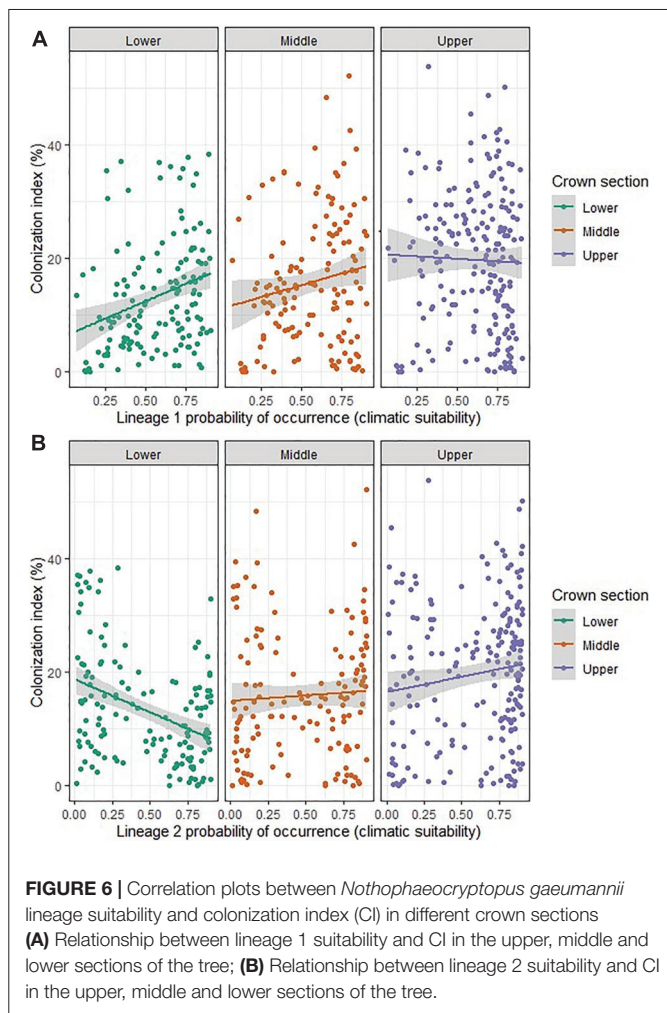 A
Lower Middle Upper
Colonization index (%)
40
20
0
0.25 0.50 0.75 0.25 0.50 0.75 0.25 0.50 0.75
Lineage 1 probability of occurrence (climatic suitability)
Crown section
Lower
Middle
Upper
B
Lower Middle Upper
Colonization index (%)
40
20
0
0.00 0.25 0.50 0.75 0.00 0.25 0.50 0.75 0.00 0.25 0.50 0.75
Lineage 2 probability of occurrence (climatic suitability)
Crown section
Lower
Middle
Upper
FIGURE 6 | Correlation plots between Nothophaeocryptopus gaeumannii
lineage suitability and colonization index (CI) in different crown sections
(A) Relationship between lineage 1 suitability and CI in the upper, middle and
lower sections of the tree; (B) Relationship between lineage 2 suitability and CI
in the upper, middle and lower sections of the tree.